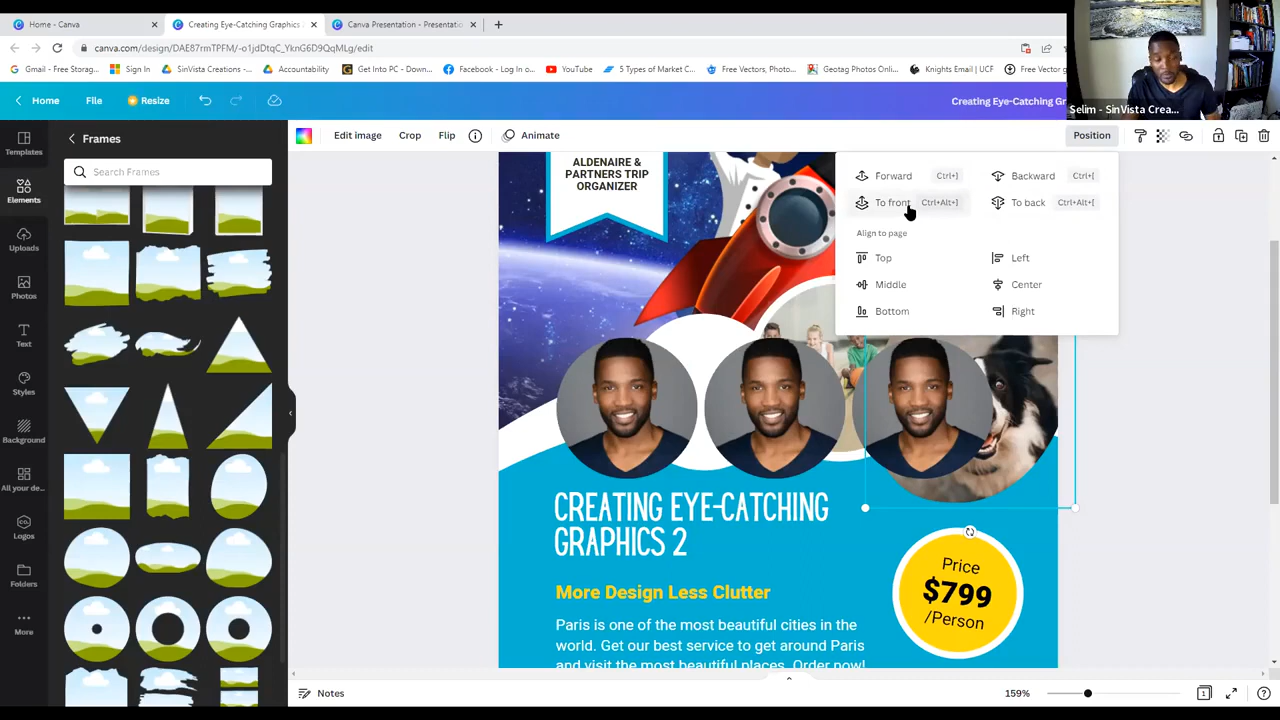 Home - Canva
Creating Eye-Catching Graphics
Canva Presentation - Presentatio
canva.com/design/DAE87rmTPFM/-o1jdDtqC_YknG6D9QqMLg/edit
Gmail - Free Storag...
Sign In
SinVista Creations -...
Accountability
Get Into PC - Down...
Facebook - Log In o...
YouTube
5 Types of Market C...
Free Vectors, Photo...
Geotag Photos Onli...
Knights Email | UCF
Free Vector g
Selim - SinVista Crea...
Home
File
Resize
Creating Eye-Catching Gr
Templates
Elements
Uploads
Photos
Text
Styles
Background
All your de...
Logos
CO.
Folders
More
Frames
Search Frames
Edit image
Crop
Flip
Animate
Position
Forward
Ctrl+]
Backward
Ctrl+[
To front
Ctrl+Alt+]
To back
Ctrl+Alt+[
Align to page
Top
Left
Middle
Center
Bottom
Right
ALDENAIRE &
PARTNERS TRIP
ORGANIZER
CREATING EYE-CATCHING
GRAPHICS 2
More Design Less Clutter
Paris is one of the most beautiful cities in the
world. Get our best service to get around Paris
and visit the most beautiful places. Order now!
Price
$799
/Person
Notes
159%
1